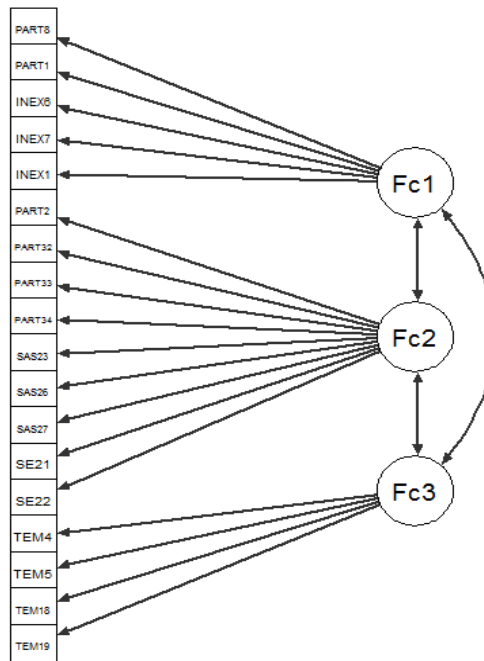 PART8
PART1
INEX6
INEX7
INEX1
PART2
PART32
PART33
PART34
SAS23
SAS26
SAS27
SE21
SE22
TEM4
TEM5
TEM18
TEM19
Fc1
Fc2
Fc3